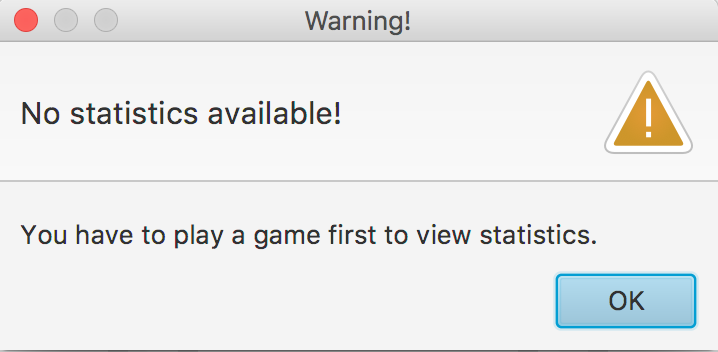 Warning!
No statistics available!
You have to play a game first to view statistics.
OK